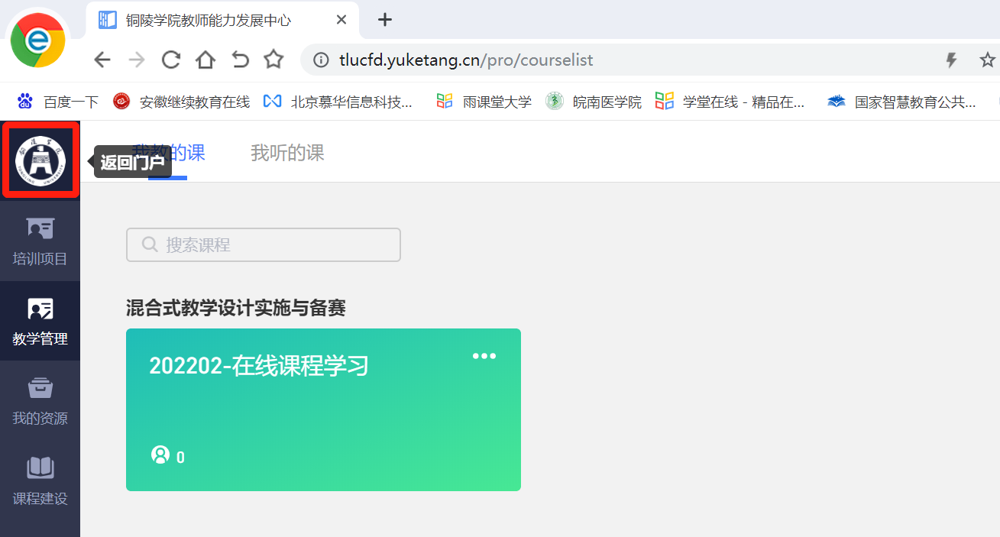 铜陵学院教师能力发展中心
tlucfd.yuketang.cn/pro/courselist
百度一下
安徽继续教育在线
北京慕华信息科技...
雨课堂大学
皖南医学院
学堂在线 - 精品在...
国家智慧教育公共...
返回门户
我教的课
我听的课
培训项目
教学管理
我的资源
课程建设
搜索课程
混合式教学设计实施与备赛
202202-在线课程学习
0